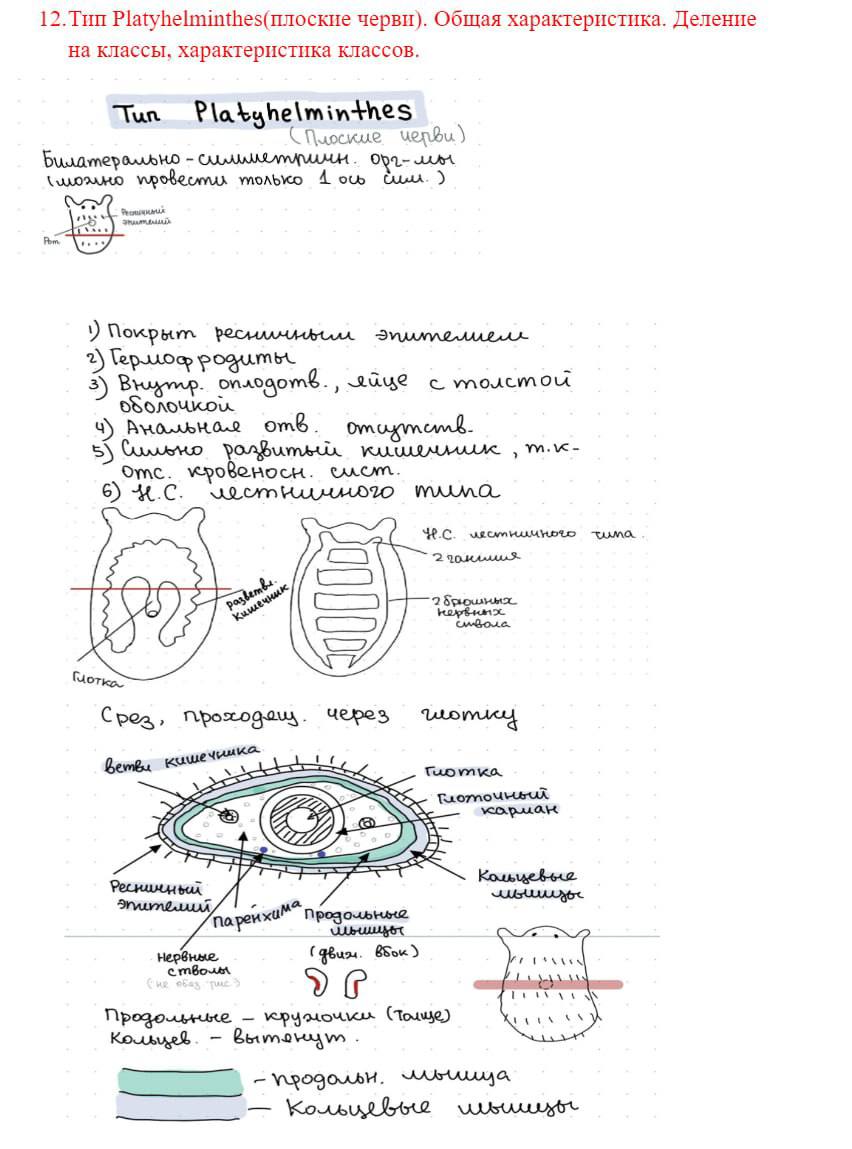 12.Тип Platyhelminthes(плоские черви). Общая характеристика. Деление
на классы, характеристика классов.
Тип Platyhelminthes
(Плоские черви)
Билатерально-симметричн. орг-мы
(можно провести только 1 ось сим.)
Ресничный
эпителий
Рот
1) Покрыт ресничным эпителием
2) Гермофродиты
3) Внутр. оплодотв., яйце с толстой
оболочкой
4) Анальная отв. отсутств.
5) Сильно развитый кишечник, т.к-
отс. кровеносн. сист.
6) Н.С. лестничного типа
Н.С. лестничного типа.
2 ганглия
разветвл.
кишечник
2 брюшных
нервных
ствола
Глотка
Срез, проходящ. через глотку
ветви кишечника
Глотка
Глоточный
карман
Кольцевые
мышцы
Ресничный
эпителий
Паренхима
Продольные
мышцы
(движ. вбок)
Нервные
стволы
(не обяз. рис.)
Продольные – кружочки (Толще)
Кольцев. – вытянут.
– продольн. мышца
– Кольцевые мышцы